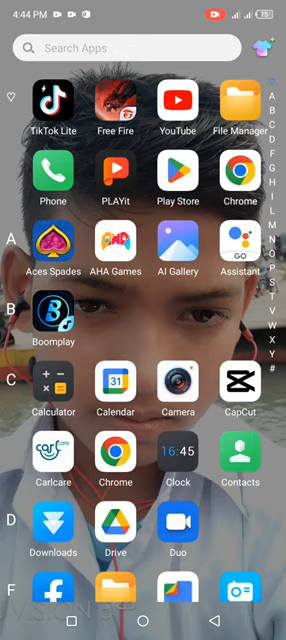 4:44 PM
75
Search Apps
TikTok Lite Free Fire YouTube File Manager
Phone PLAYit Play Store Chrome
A
Aces Spades AHA Games AI Gallery Assistant
GO
B
Boomplay
C
31
Calculator Calendar Camera CapCut
carlcare
16:45
Carlcare Chrome Clock Contacts
D
Downloads Drive Duo
F
A
B
C
D
F
G
H
I
L
M
N
O
P
S
T
V
W
X
Y
#